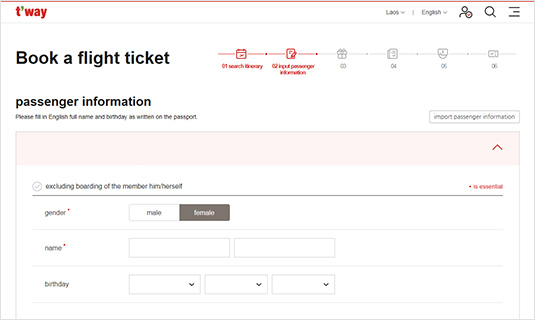 t'way
Laos | English
Book a flight ticket
01 search itinerary 02 input passenger information 03 04 05 06
passenger information
Please fill in English full name and birthday as written on the passport.
import passenger information
excluding boarding of the member him/herself
• is essential
gender * male female
name *
birthday